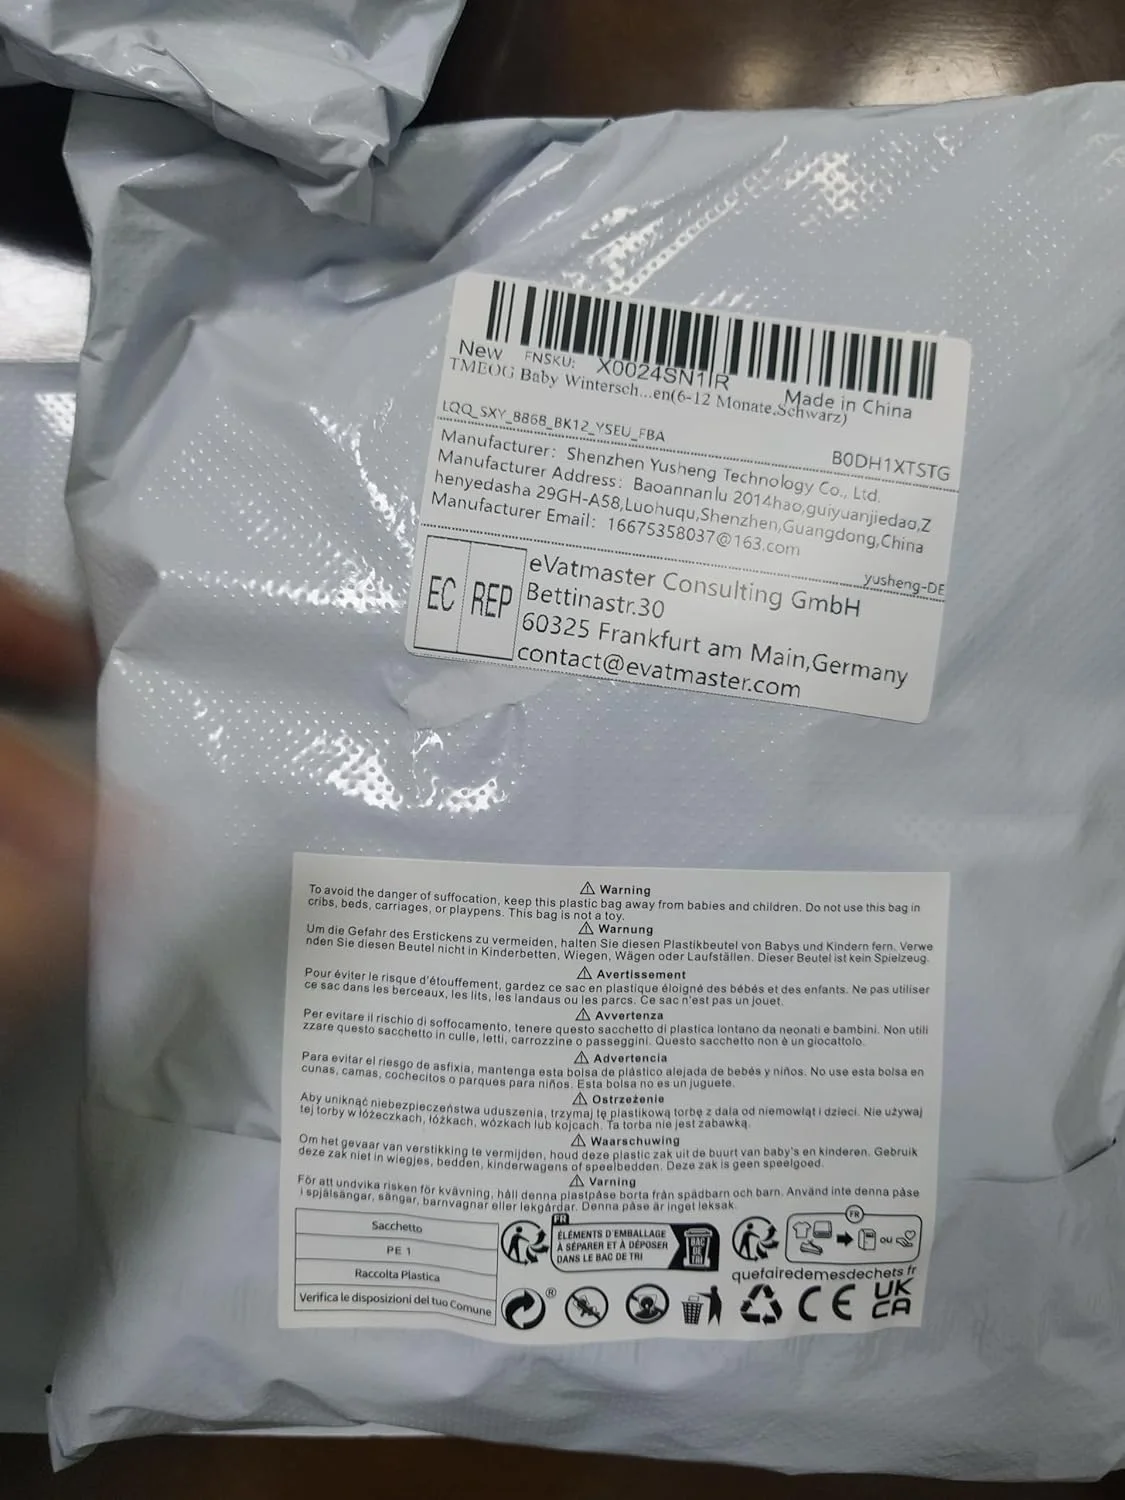 New FNSKU: X0024SN1IR
TMEOG Baby Wintersch...en(6-12 Monate,Schwarz)
Made in China
LQQ_SXY_8868_BK12_YSEU_FBA
B0DH1XTSTG
Manufacturer: Shenzhen Yusheng Technology Co., Ltd.
Manufacturer Address: Baoannanlu 2014hao,guiyuanjiedao,Z
henyedasha 29GH-A58,Luohuqu,Shenzhen,Guangdong,China
Manufacturer Email: 16675358037@163.com
yusheng-DE
EC REP
eVatmaster Consulting GmbH
Bettinastr.30
60325 Frankfurt am Main,Germany
contact@evatmaster.com
Warning
To avoid the danger of suffocation, keep this plastic bag away from babies and children. Do not use this bag in
cribs, beds, carriages, or playpens. This bag is not a toy.
Warnung
Um die Gefahr des Erstickens zu vermeiden, halten Sie diesen Plastikbeutel von Babys und Kindern fern. Verwe
nden Sie diesen Beutel nicht in Kinderbetten, Wiegen, Wägen oder Laufställen. Dieser Beutel ist kein Spielzeug.
Avertissement
Pour éviter le risque d'étouffement, gardez ce sac en plastique éloigné des bébés et des enfants. Ne pas utiliser
ce sac dans les berceaux, les lits, les landaus ou les parcs. Ce sac n'est pas un jouet.
Avvertenza
Per evitare il rischio di soffocamento, tenere questo sacchetto di plastica lontano da neonati e bambini. Non utili
zzare questo sacchetto in culle, letti, carrozzine o passeggini. Questo sacchetto non è un giocattolo.
Advertencia
Para evitar el riesgo de asfixia, mantenga esta bolsa de plástico alejada de bebés y niños. No use esta bolsa en
cunas, camas, cochecitos o parques para niños. Esta bolsa no es un juguete.
Ostrzeżenie
Aby uniknąć niebezpieczeństwa uduszenia, trzymaj tę plastikową torbę z dala od niemowląt i dzieci. Nie używaj
tej torby w łóżeczkach, łóżkach, wózkach lub kojcach. Ta torba nie jest zabawką.
Waarschuwing
Om het gevaar van verstikking te vermijden, houd deze plastic zak uit de buurt van baby's en kinderen. Gebruik
deze zak niet in wiegjes, bedden, kinderwagens of speelbedden. Deze zak is geen speelgoed.
Varning
För att undvika risken för kvävning, håll denna plastpåse borta från spädbarn och barn. Använd inte denna påse
i spjälsängar, sängar, barnvagnar eller lekgårdar. Denna påse är inget leksak.
Sacchetto
PE 1
Raccolta Plastica
Verifica le disposizioni del tuo Comune
FR
ÉLÉMENTS D'EMBALLAGE
À SÉPARER ET À DÉPOSER
DANS LE BAC DE TRI
BAC
DE
TRI
FR
ou
quefairedemesdechets.fr
®
CE
UK
CA